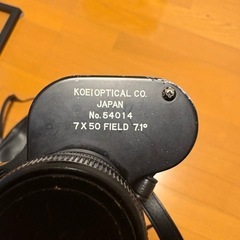 KOEI OPTICAL CO.
JAPAN
No.54014
7X50 FIELD 7.1°